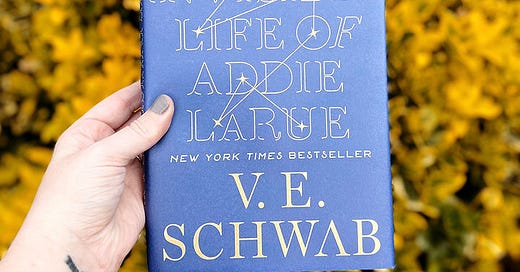 LIFE OF
ADDIE
LARUE
NEW YORK TIMES BESTSELLER
V. E.
SCHWAB